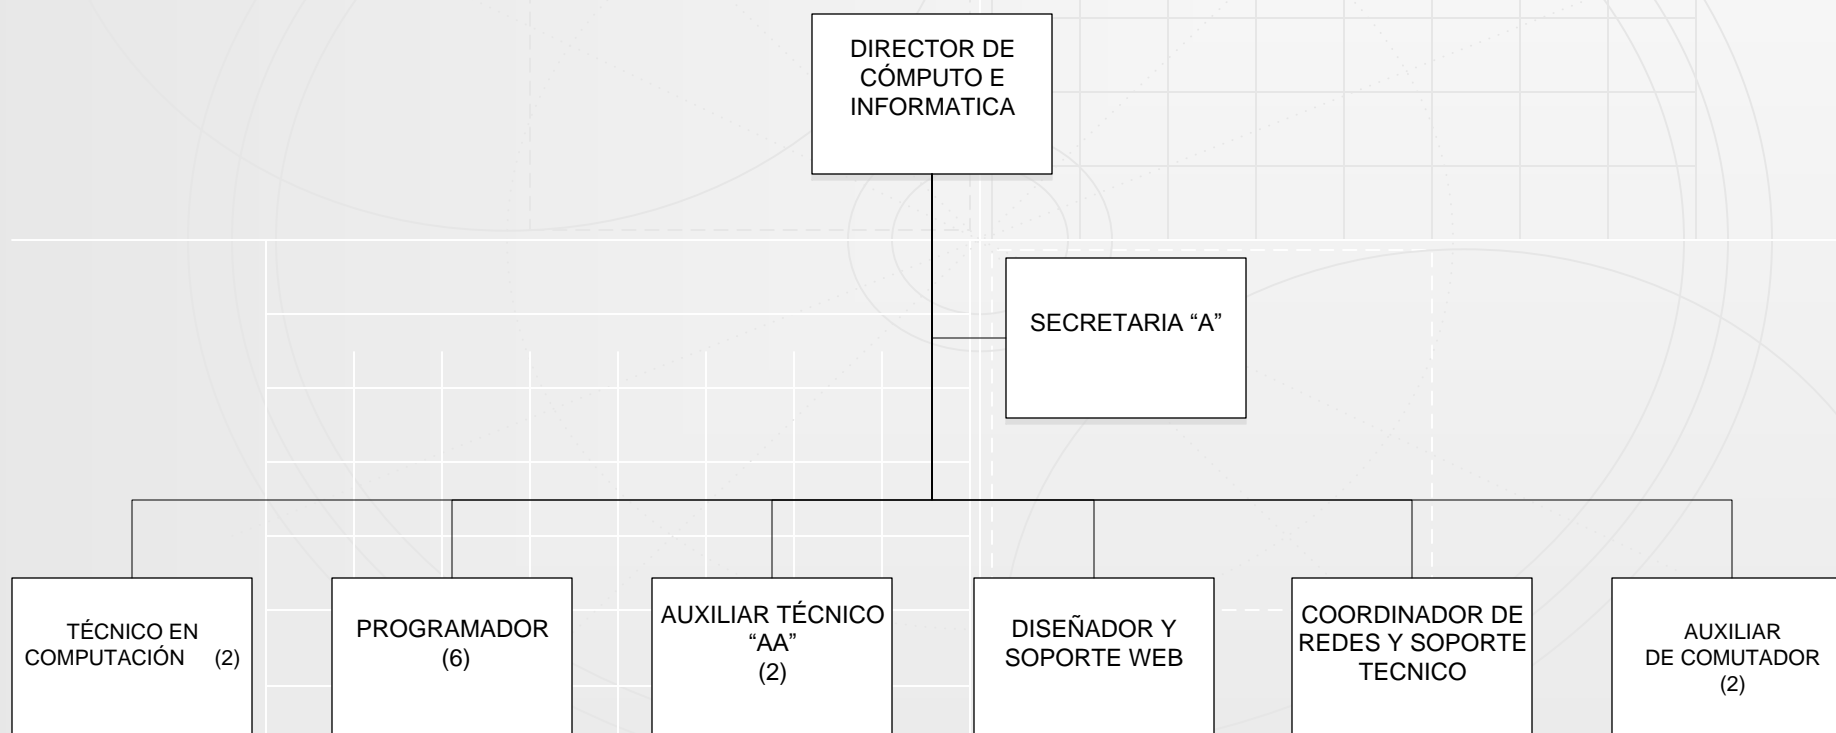 DIRECTOR DE
CÓMPUTO E
INFORMATICA
SECRETARIA “A”
TÉCNICO EN
COMPUTACIÓN (2)
PROGRAMADOR
(6)
AUXILIAR TÉCNICO
“AA”
(2)
DISEÑADOR Y
SOPORTE WEB
COORDINADOR DE
REDES Y SOPORTE
TECNICO
AUXILIAR
DE COMUTADOR
(2)